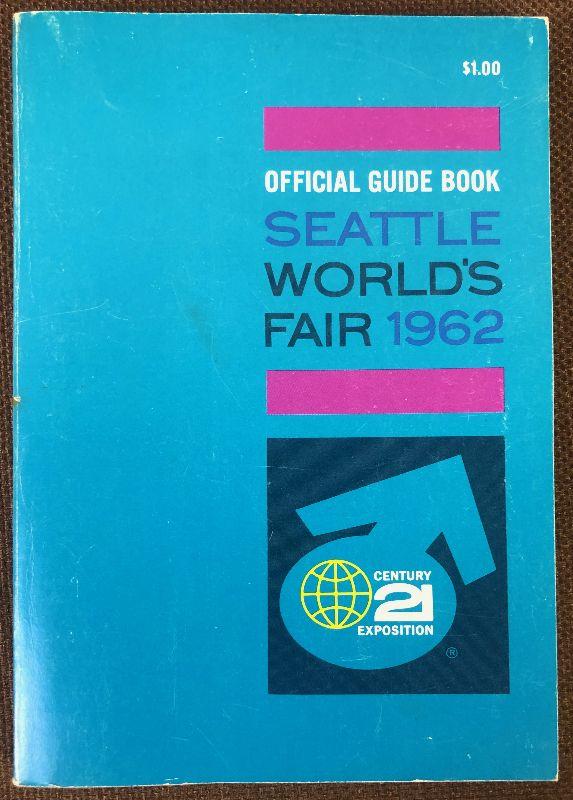 $1.00
OFFICIAL GUIDE BOOK
SEATTLE
WORLD'S
FAIR 1962
CENTURY
21
EXPOSITION
®